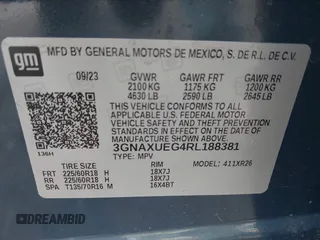 gm
MFD BY GENERAL MOTORS DE MEXICO, S. DE R.L. DE C.V.
09/23 GVWR GAWR FRT GAWR RR
2100 KG 1175 KG 1200 KG
4630 LB 2590 LB 2645 LB
THIS VEHICLE CONFORMS TO ALL
APPLICABLE U.S. FEDERAL MOTOR
VEHICLE SAFETY AND THEFT PREVENTION
STANDARDS IN EFFECT ON THE DATE OF
MANUFACTURE SHOWN ABOVE.
136H
3GNAXUEG4RL188381
TYPE: MPV MODEL: 411XR26
TIRE SIZE RIM
FRT 225/60R18 H 18X7J
RR 225/60R18 H 18X7J
SPA T135/70R16 M 16X4BT
DREAMBID